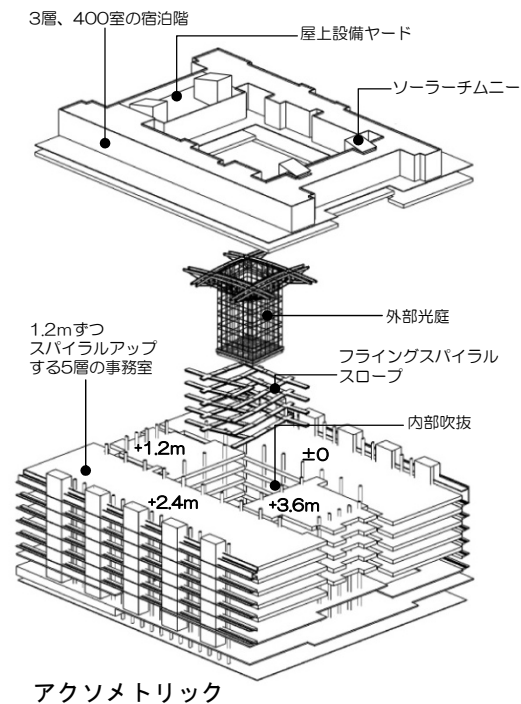 3層、400室の宿泊階
屋上設備ヤード
ソーラーチムニー
外部光庭
1.2mずつ
スパイラルアップ
する5層の事務室
フライングスパイラル
スロープ
内部吹抜
+1.2m
±0
+2.4m
+3.6m
アクソメトリック